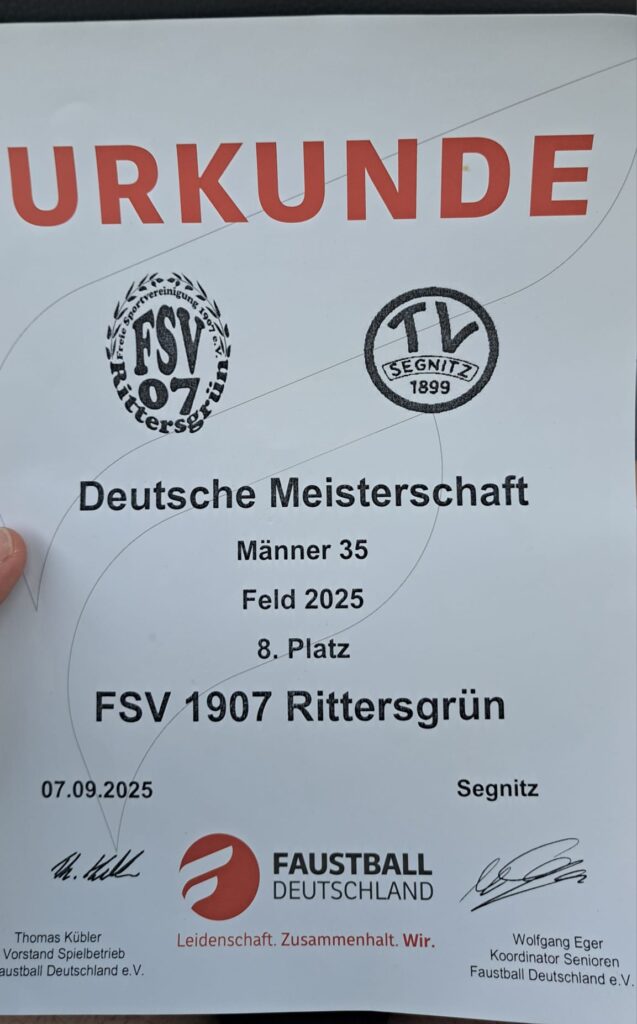 URKUNDE
Freie Sportvereinigung 1907 e.V.
FSV
07
Rittersgrün
TV
SEGNITZ
1899
Deutsche Meisterschaft
Männer 35
Feld 2025
8. Platz
FSV 1907 Rittersgrün
07.09.2025
Segnitz
FAUSTBALL
DEUTSCHLAND
Leidenschaft. Zusammenhalt. Wir.
Thomas Kübler
Vorstand Spielbetrieb
austball Deutschland e.V.
Wolfgang Eger
Koordinator Senioren
Faustball Deutschland e.V.